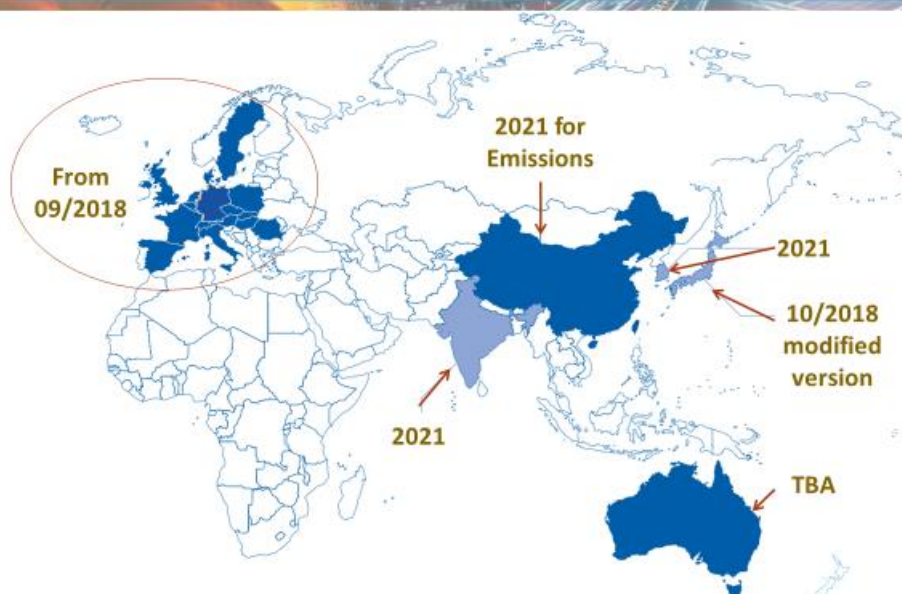 From
09/2018
2021 for
Emissions
2021
10/2018
modified
version
2021
TBA